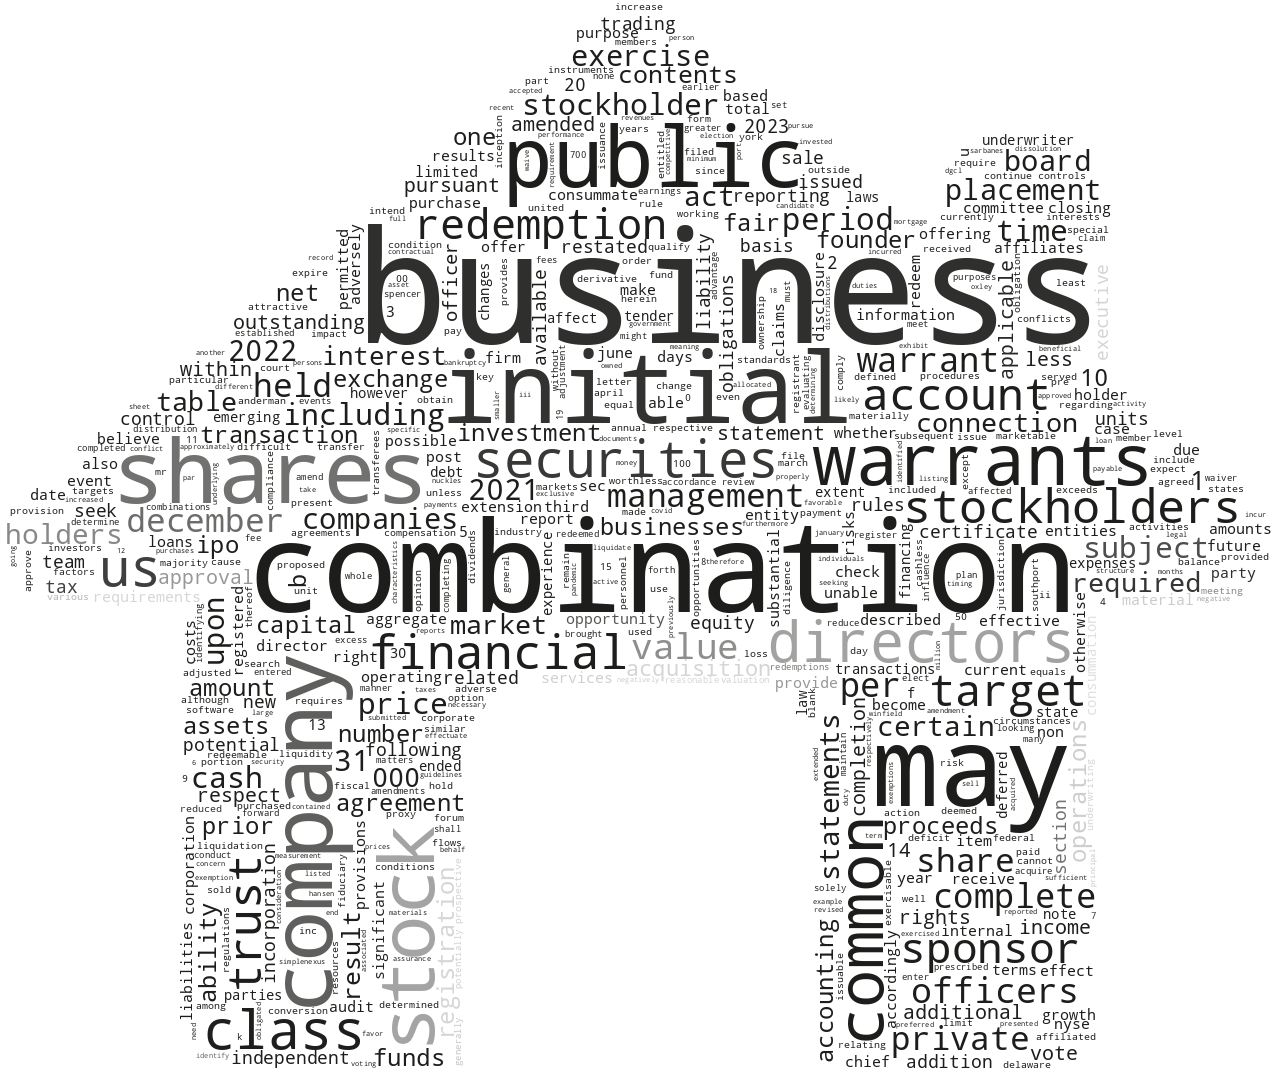 increase
trading
purpose
members person
exercise
instruments none contents
part 20 earlier
accepted
stockholder based
total set
recent revenues
amended form 2023 pursue
one performance years greater york
inception public election invested
results requirement 700 issuance entitled competitive filed minimum port sale
waive
limited since outside
pursuant consummate act reporting issued
purchase earnings rule candidate laws
underwriter
u sarbanes dissolution
require board
dgcl continue controls
placement
committee closing
intend united working mortgage currently interests
full redemption fair period offering time special
claim
permitted adversely condition officer offer restated qualify basis founder received affiliates
contractual
record changes provides fees order liability advantage 2 incurred redeem
business
expire 00 asset spencer derivative fund make herein obligations disclosure distributions duties purposes oxley applicable obligation least executive
net attractive 3 available affect tender government might ownership 18 must claims information meet conflicts
outstanding
established impact pay meaning exhibit beneficial
another 2022 persons interest bankruptcy firm without adjustment june owned days standards warrant less
within court key letter change registrant evaluating determining comply defined procedures served pre 10
particular different held exchange initial april able 0 even allocated likely account approved holder
table anderman events however obtain smaller iii 19 equal materially regarding activity
sheet control emerging including annual respective connection units
distribution specific investment documents statement whether subsequent issue marketable case
believe 11 transaction possible loan member level
completed conflict approximately difficult transfer transferees post securities money 100 file march warrants identified listing except payable include due
also mr shares compliance amend debt nuckles worthless accordance review expect
event par underlying take unless markets sec management extent included affected exceeds agreed 1 waiver
date targets increased present payments 2021 exclusive favorable stockholders states
provision seek combinations extension third made covid entity payment rules incur
determine december companies report businesses furthermore january certificate entities activities amounts
holders agreements compensation 5 industry redeemed risks register legal
loans ipo fee subject future
going approve investors 12 purchases proposed characteristics dividends experience liquidate substantial individuals financing cashless influence jurisdiction expenses balance provided
team majority cause combination therefore check structure months
factors us b whole opinion completing general remain pandemic 15 active personnel forth opportunities diligence seeking unable plan timing southport ii required party
tax approval unit use meeting
various requirements previously 4 material negative
registered thereof capital aggregate market opportunity used equity reduce described 50 effective otherwise consummation
costs identifying upon reports brought
director excess value loss directors day
search right 30 financial acquisition redemptions transactions million current equals
adjusted entered operating related services negatively reasonable valuation provide elect
amount requires manner taxes adverse per f target
although option necessary law blank become amendment state
software new large price
assets 13 submitted corporate winfield certain circumstances
number similar effectuate looking non
potential liquidity following completion respectively many
redeemable matters statements maintain operations underwriting
6 portion security 31 ended extended risk
9 cash fiscal 000 guidelines duty exemptions may sell deferred acquired
respect amendments hold
reduced purchased contained agreement action deemed
forward proxy forum proceeds
prior provisions shall term deficit item federal section principal
liabilities corporation liquidation company prices flows 14 paid
conduct measurement behalf share cannot
concern incorporation fiduciary conditions acquire
exemption trust consideration listed year receive sufficient
sold hansen solely exercisable complete
ability regulations end result stock materials significant registration potentially prospective example revised well reported note 7
inc rights
associated accounting common exercised internal income
simplenexus resources assurance issuable accordingly sponsor
parties prescribed terms effect
among conversion audit determined enter officers
need class k obligated favor generally additional growth
preferred limit presented nyse
private affiliated
identify independent voting funds relating vote
chief addition delaware